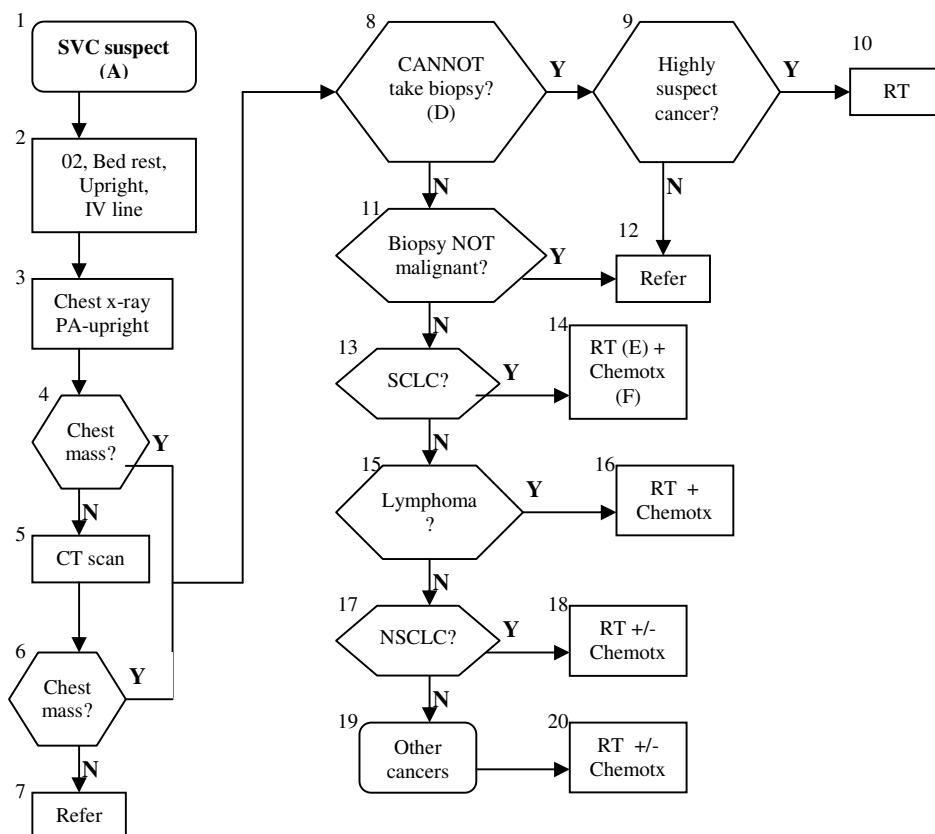 1
SVC suspect
(A)
2
02, Bed rest,
Upright,
IV line
3
Chest x-ray
PA-upright
4
Chest
mass?
Y
N
5
CT scan
6
Chest
mass?
Y
N
7
Refer
8
CANNOT
take biopsy?
(D)
Y
N
9
Highly
suspect
cancer?
Y
N
10
RT
11
Biopsy NOT
malignant?
Y
N
12
Refer
13
SCLC?
Y
N
14
RT (E) +
Chemotx
(F)
15
Lymphoma
?
Y
N
16
RT +
Chemotx
17
NSCLC?
Y
N
18
RT +/-
Chemotx
19
Other
cancers
20
RT +/-
Chemotx